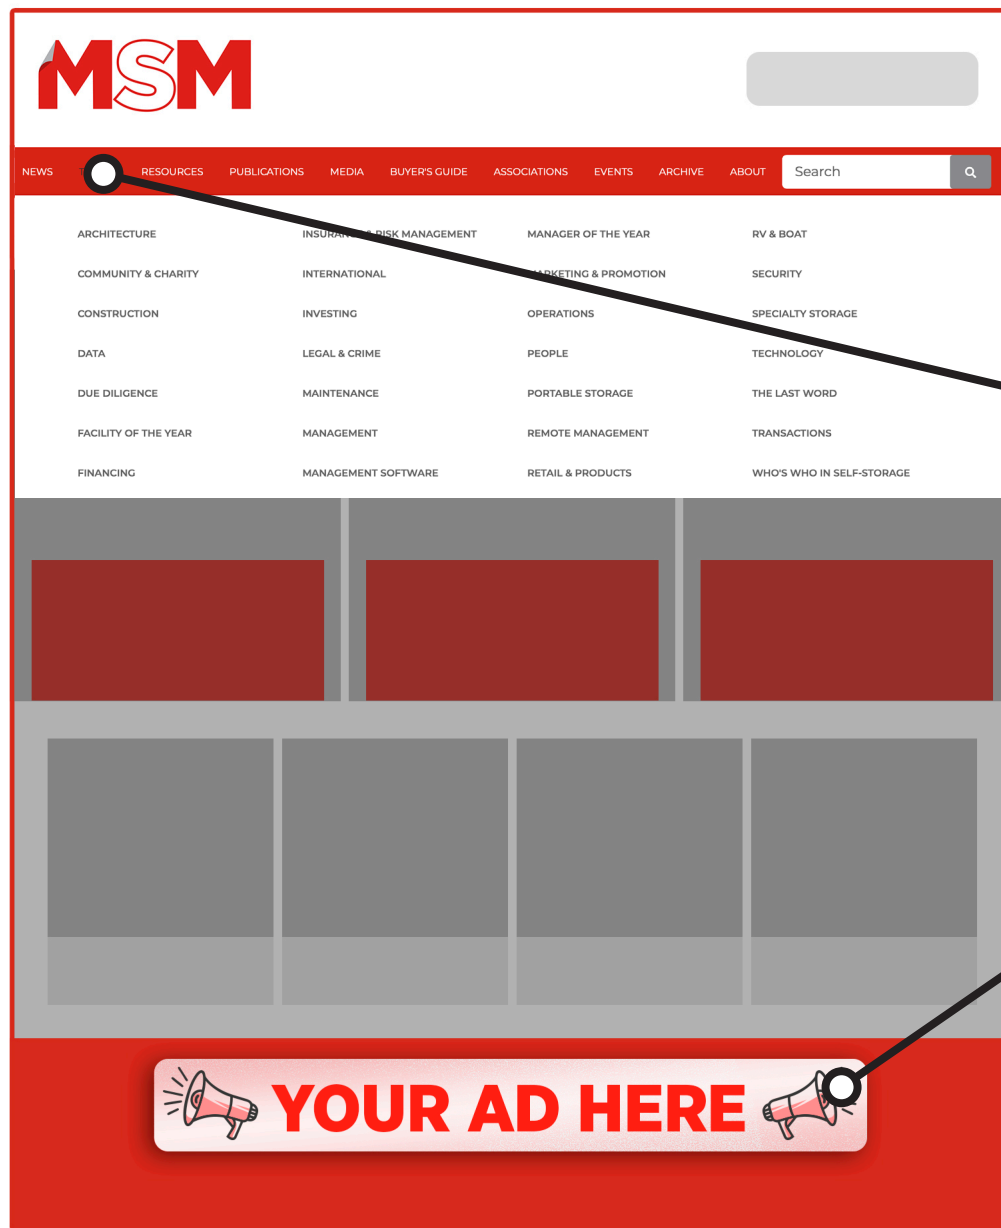 MSM
NEWS RESOURCES PUBLICATIONS MEDIA BUYER'S GUIDE ASSOCIATIONS EVENTS ARCHIVE ABOUT Search
ARCHITECTURE INSURANCE & RISK MANAGEMENT MANAGER OF THE YEAR RV & BOAT
COMMUNITY & CHARITY INTERNATIONAL MARKETING & PROMOTION SECURITY
CONSTRUCTION INVESTING OPERATIONS SPECIALTY STORAGE
DATA LEGAL & CRIME PEOPLE TECHNOLOGY
DUE DILIGENCE MAINTENANCE PORTABLE STORAGE THE LAST WORD
FACILITY OF THE YEAR MANAGEMENT REMOTE MANAGEMENT TRANSACTIONS
FINANCING MANAGEMENT SOFTWARE RETAIL & PRODUCTS WHO'S WHO IN SELF-STORAGE
YOUR AD HERE